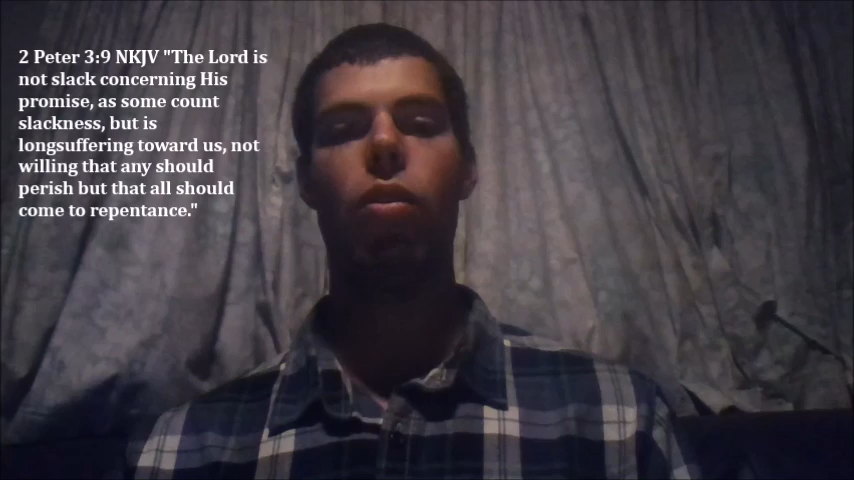 2 Peter 3:9 NKJV "The Lord is
not slack concerning His
promise, as some count
slackness, but is
longsuffering toward us, not
willing that any should
perish but that all should
come to repentance."